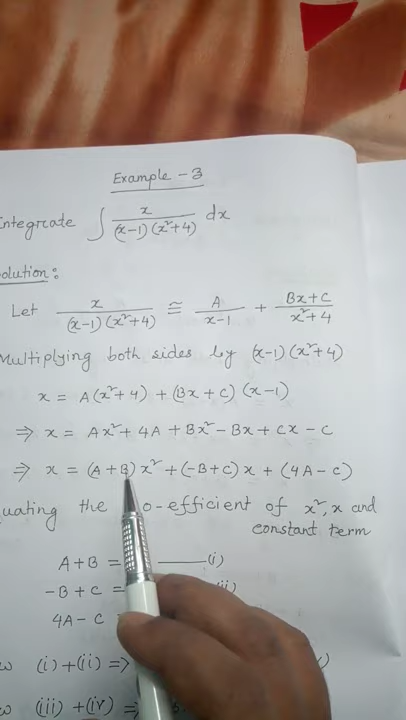 Example - 3
integrate ∫ x/((x-1)(x²+4)) dx
olution:
Let x/((x-1)(x²+4)) ≅ A/(x-1) + (Bx+C)/(x²+4)
Multiplying both sides by (x-1)(x²+4)
x = A(x²+4) + (Bx+C)(x-1)
⇒ x = Ax²+4A+Bx²-Bx+Cx-C
⇒ x = (A+B)x²+(-B+C)x+(4A-C)
uating the o-efficient of x², x and
constant term
A+B = (i)
-B+C = (ii)
4A-C
(i)+(ii) ⇒
(iii)+(iv) ⇒